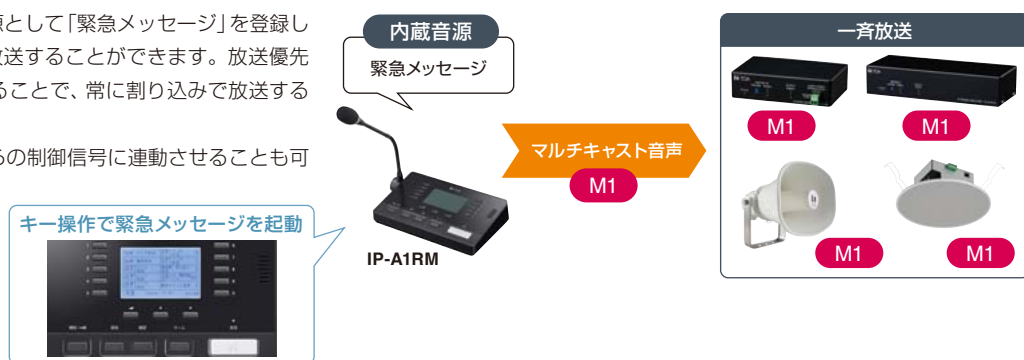 源として「緊急メッセージ」を登録し
放送することができます。放送優先
ることで、常に割り込みで放送する
らの制御信号に連動させることも可
キー操作で緊急メッセージを起動
内蔵音源
緊急メッセージ
IP-A1RM
マルチキャスト音声
M1
一斉放送
M1
M1
M1
M1